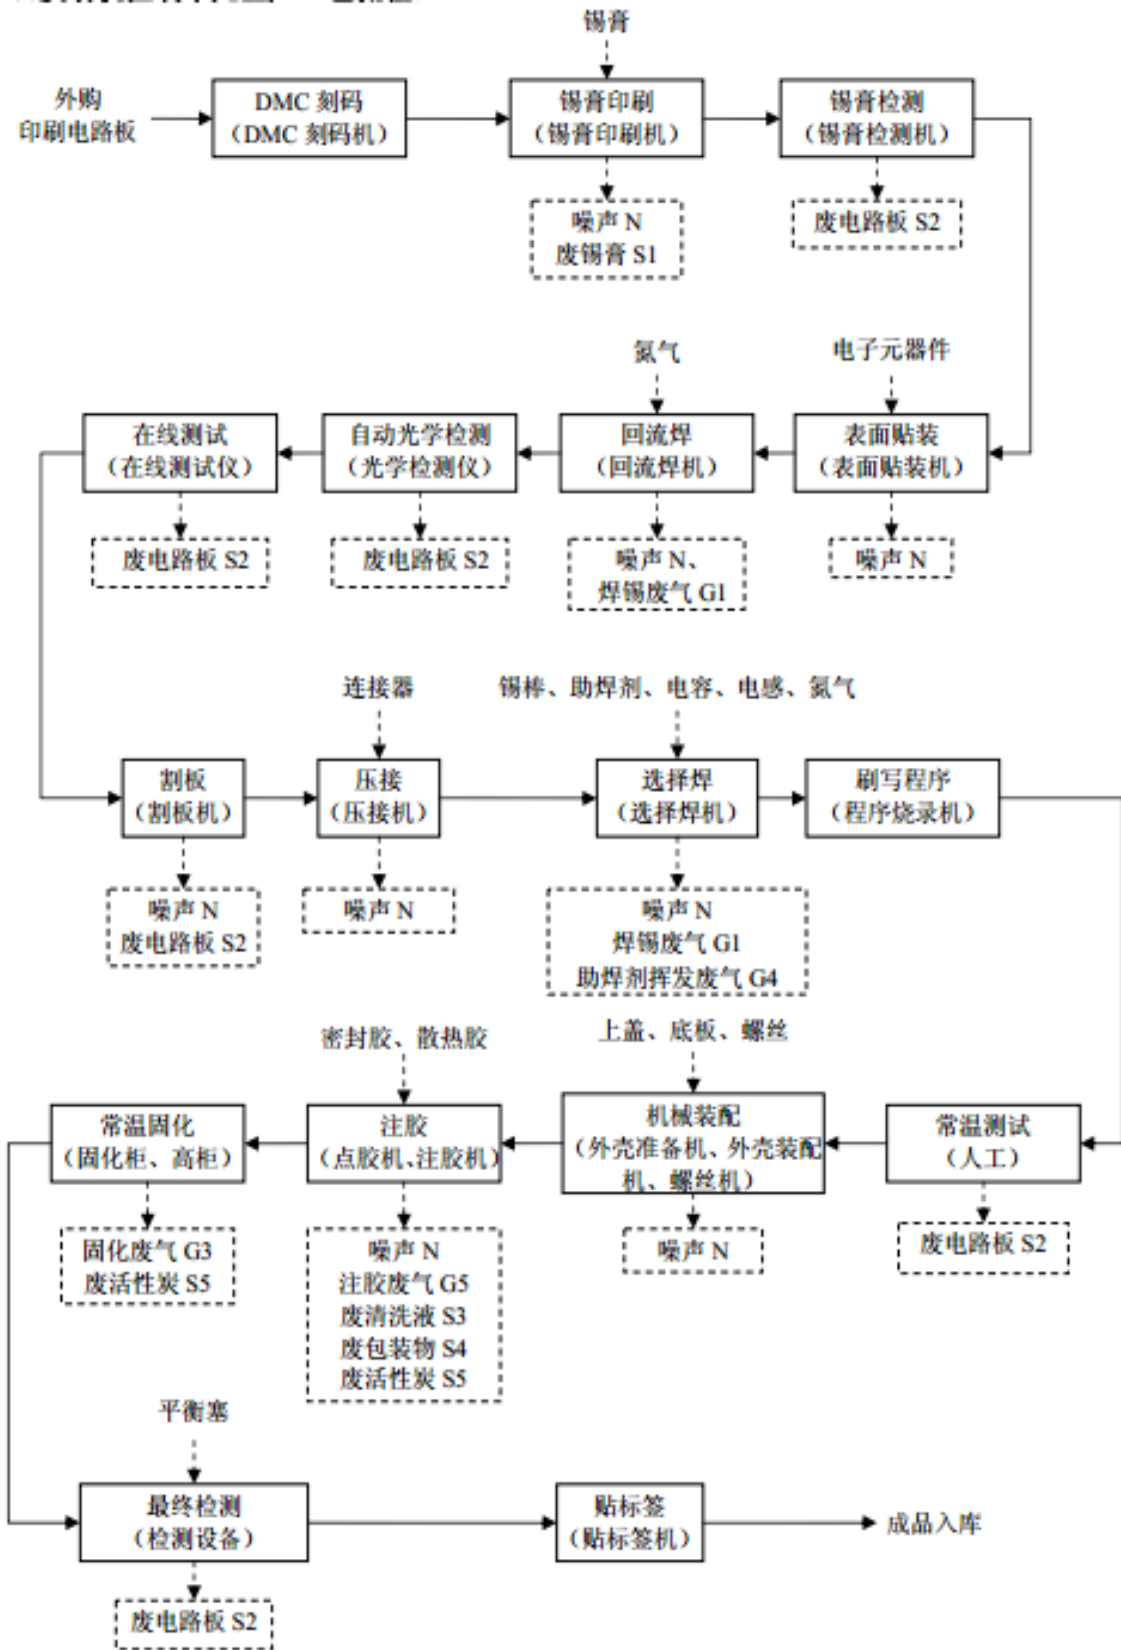 锡膏
外购
印刷电路板
DMC 刻码
（DMC 刻码机）
锡膏印刷
（锡膏印刷机）
锡膏检测
（锡膏检测机）
噪声 N
废锡膏 S1
废电路板 S2
氮气
电子元器件
在线测试
（在线测试仪）
自动光学检测
（光学检测仪）
回流焊
（回流焊机）
表面贴装
（表面贴装机）
废电路板 S2
废电路板 S2
噪声 N、
焊锡废气 G1
噪声 N
连接器
锡棒、助焊剂、电容、电感、氮气
割板
（割板机）
压接
（压接机）
选择焊
（选择焊机）
刷写程序
（程序烧录机）
噪声 N
废电路板 S2
噪声 N
噪声 N
焊锡废气 G1
助焊剂挥发废气 G4
密封胶、散热胶
上盖、底板、螺丝
常温固化
（固化柜、高柜）
注胶
（点胶机、注胶机）
机械装配
（外壳准备机、外壳装配
机、螺丝机）
常温测试
（人工）
固化废气 G3
废活性炭 S5
噪声 N
注胶废气 G5
废清洗液 S3
废包装物 S4
废活性炭 S5
噪声 N
废电路板 S2
平衡塞
最终检测
（检测设备）
贴标签
（贴标签机）
成品入库
废电路板 S2